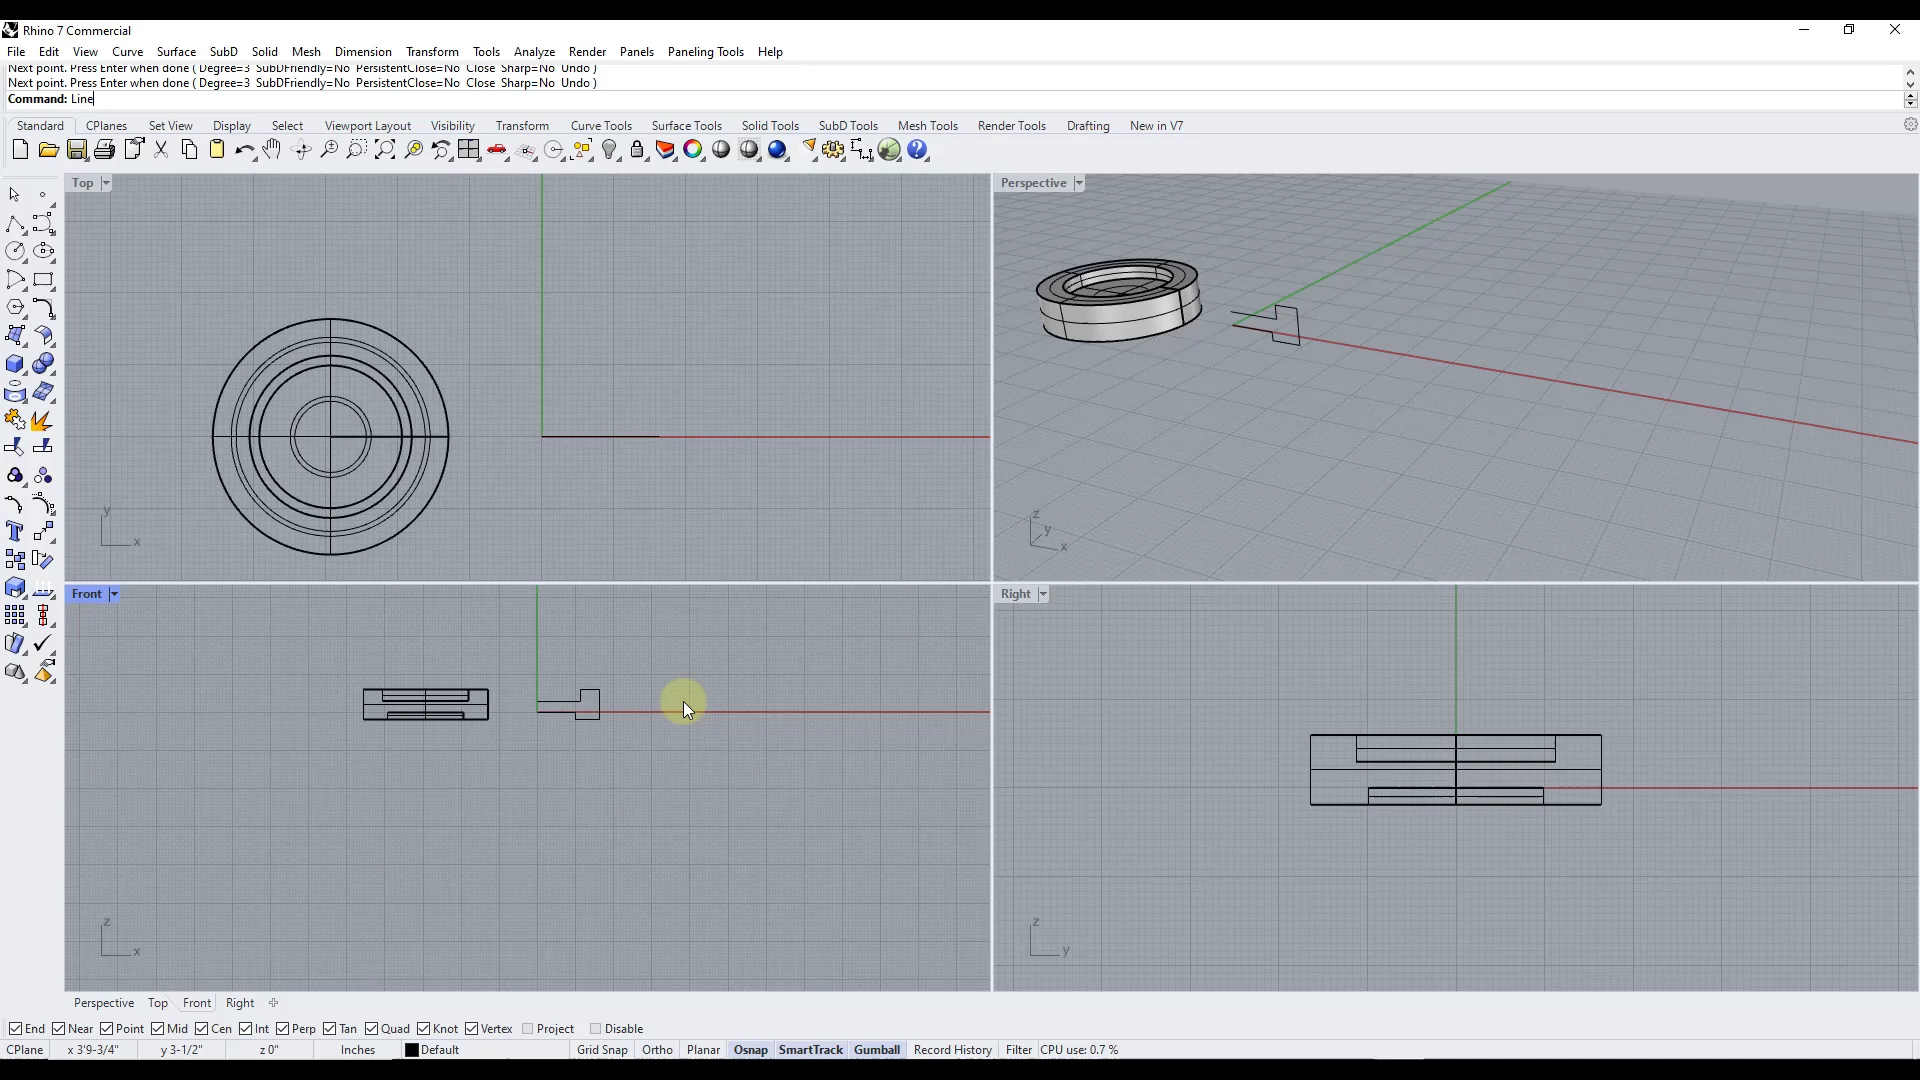 Rhino 7 Commercial
File Edit View Curve Surface SubD Solid Mesh Dimension Transform Tools Analyze Render Panels Paneling Tools Help
Next point. Press Enter when done ( Degree=3 SubDFriendly=No PersistentClose=No Close Sharp=No Undo )
Next point. Press Enter when done ( Degree=3 SubDFriendly=No PersistentClose=No Close Sharp=No Undo )
Command: Line
Standard CPlanes Set View Display Select Viewport Layout Visibility Transform Curve Tools Surface Tools Solid Tools SubD Tools Mesh Tools Render Tools Drafting New in V7
Top
Perspective
y
x
z
y
x
Front
Right
z
x
z
y
Perspective Top Front Right
End Near Point Mid Cen Int Perp Tan Quad Knot Vertex Project Disable
CPlane x 3'9-3/4" y 3-1/2" z 0" Inches Default Grid Snap Ortho Planar Osnap SmartTrack Gumball Record History Filter CPU use: 0.7 %